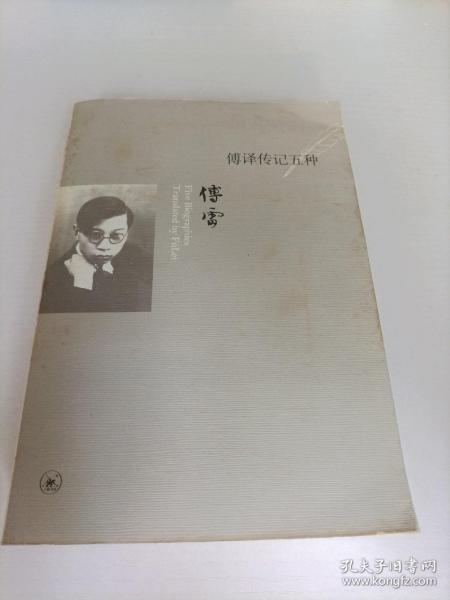 傅译传记五种
傅雷
Five Biographies
Translated by Fu Lei
孔夫子旧书网
www.kongfz.com